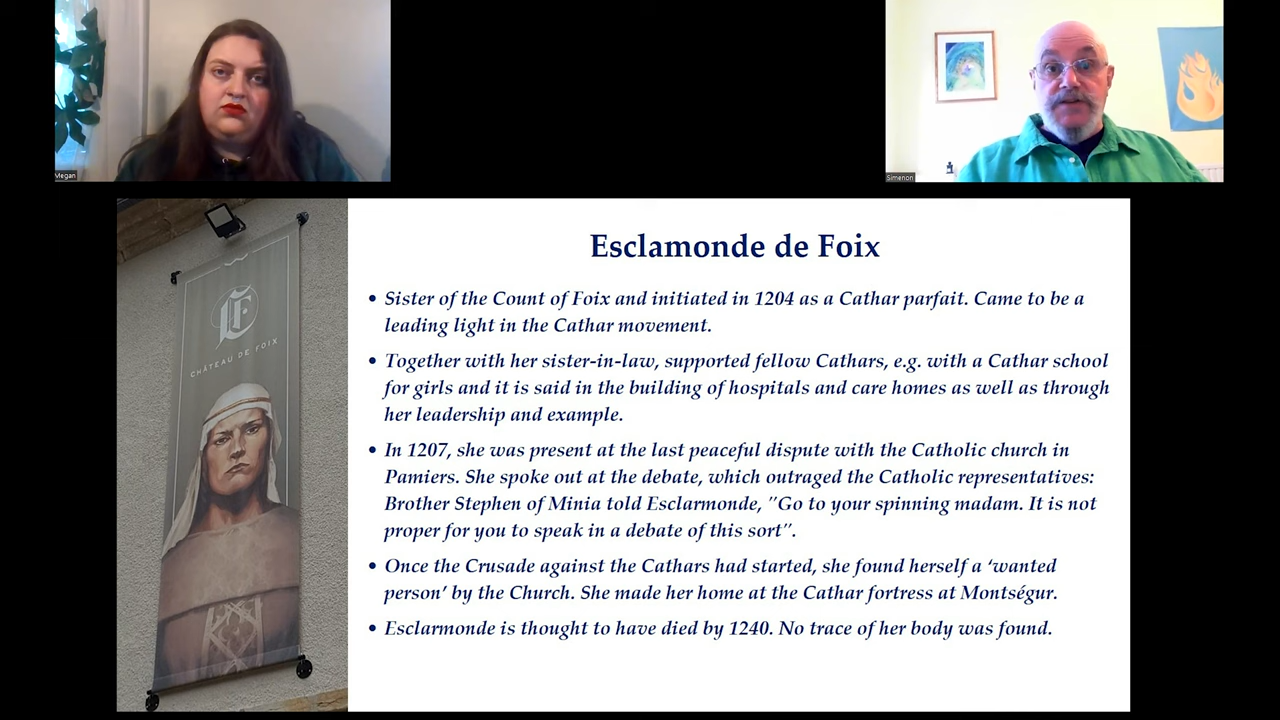 Megan
Simenon
Esclamonde de Foix
• Sister of the Count of Foix and initiated in 1204 as a Cathar parfait. Came to be a
leading light in the Cathar movement.
• Together with her sister-in-law, supported fellow Cathars, e.g. with a Cathar school
for girls and it is said in the building of hospitals and care homes as well as through
her leadership and example.
• In 1207, she was present at the last peaceful dispute with the Catholic church in
Pamiers. She spoke out at the debate, which outraged the Catholic representatives:
Brother Stephen of Minia told Esclarmonde, "Go to your spinning madam. It is not
proper for you to speak in a debate of this sort".
• Once the Crusade against the Cathars had started, she found herself a ‘wanted
person’ by the Church. She made her home at the Cathar fortress at Montségur.
• Esclarmonde is thought to have died by 1240. No trace of her body was found.
CHÂTEAU DE FOIX